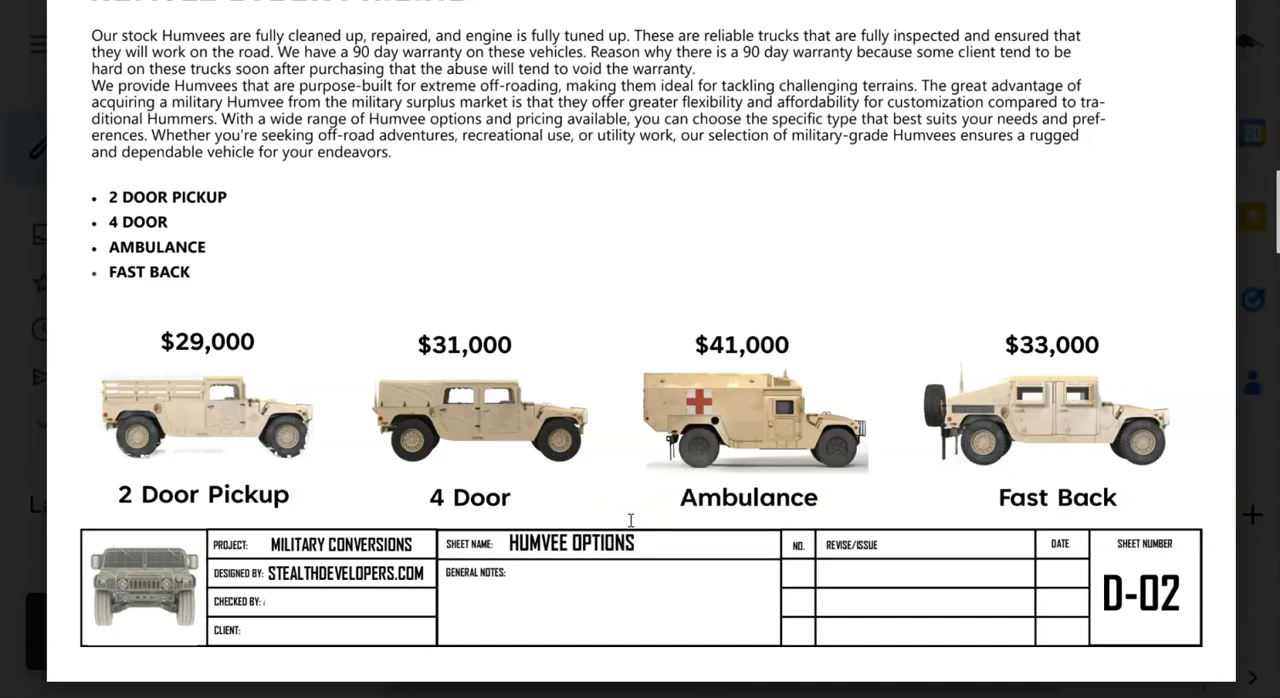 Our stock Humvees are fully cleaned up, repaired, and engine is fully tuned up. These are reliable trucks that are fully inspected and ensured that
they will work on the road. We have a 90 day warranty on these vehicles. Reason why there is a 90 day warranty because some client tend to be
hard on these trucks soon after purchasing that the abuse will tend to void the warranty.
We provide Humvees that are purpose-built for extreme off-roading, making them ideal for tackling challenging terrains. The great advantage of
acquiring a military Humvee from the military surplus market is that they offer greater flexibility and affordability for customization compared to tra-
ditional Hummers. With a wide range of Humvee options and pricing available, you can choose the specific type that best suits your needs and pref-
erences. Whether you're seeking off-road adventures, recreational use, or utility work, our selection of military-grade Humvees ensures a rugged
and dependable vehicle for your endeavors.
• 2 DOOR PICKUP
• 4 DOOR
• AMBULANCE
• FAST BACK
$29,000 $31,000 $41,000 $33,000
2 Door Pickup 4 Door Ambulance Fast Back
PROJECT: MILITARY CONVERSIONS SHEET NAME: HUMVEE OPTIONS NO. REVISE/ISSUE DATE SHEET NUMBER
DESIGNED BY: STEALTHDEVELOPERS.COM GENERAL NOTES:
D-02
CHECKED BY:
CLIENT: